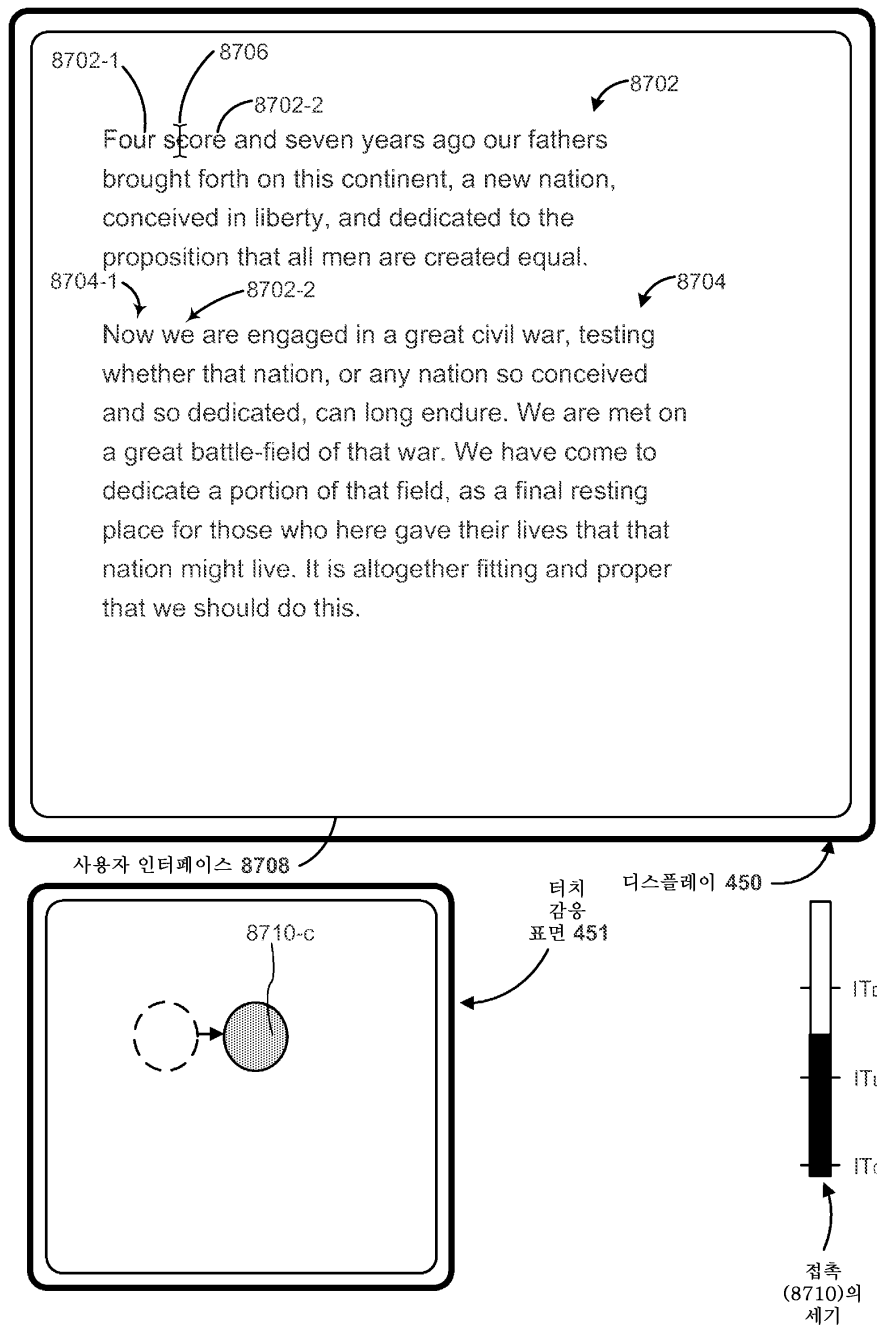 8702-1
8706
8702-2
8702
Four score and seven years ago our fathers
brought forth on this continent, a new nation,
conceived in liberty, and dedicated to the
proposition that all men are created equal.
8704-1
8702-2
8704
Now we are engaged in a great civil war, testing
whether that nation, or any nation so conceived
and so dedicated, can long endure. We are met on
a great battle-field of that war. We have come to
dedicate a portion of that field, as a final resting
place for those who here gave their lives that that
nation might live. It is altogether fitting and proper
that we should do this.
사용자 인터페이스 8708
디스플레이 450
터치
감응
표면 451
8710-c
IT
IT
IT
접촉
(8710)의
세기